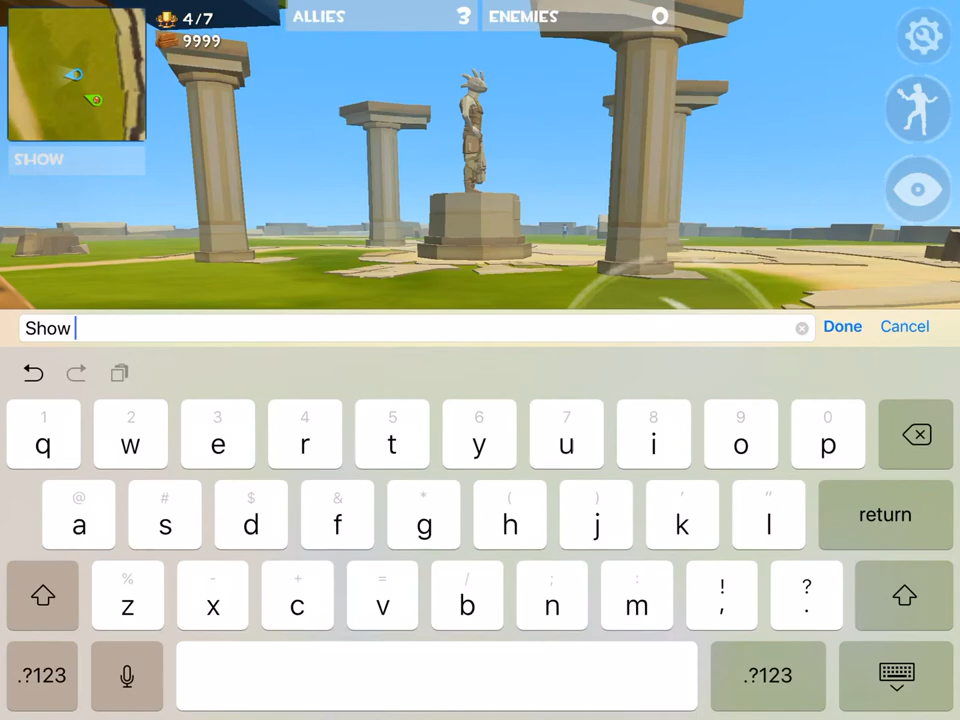 4/7
ALLIES 3 ENEMIES 0
9999
SHOW
Show
Done Cancel
1 2 3 4 5 6 7 8 9 0
q w e r t y u i o p
@ # $ & * ( ) ' "
a s d f g h j k l return
% - + = / ; : ! ?
z x c v b n m , .
.?123 .?123